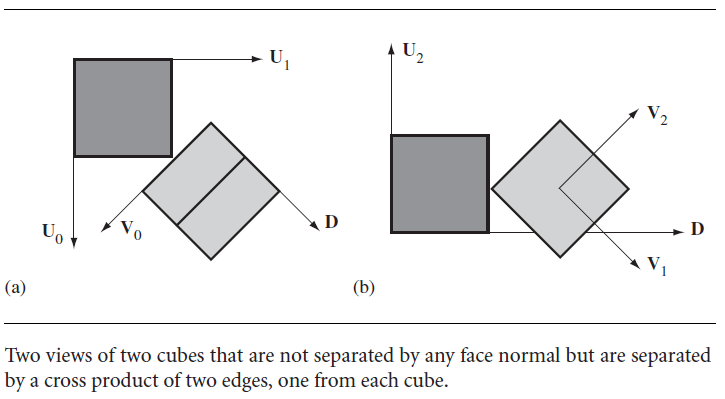 U₁
U₂
V₂
U₀
V₀
D
D
V₁
(a)
(b)
Two views of two cubes that are not separated by any face normal but are separated
by a cross product of two edges, one from each cube.